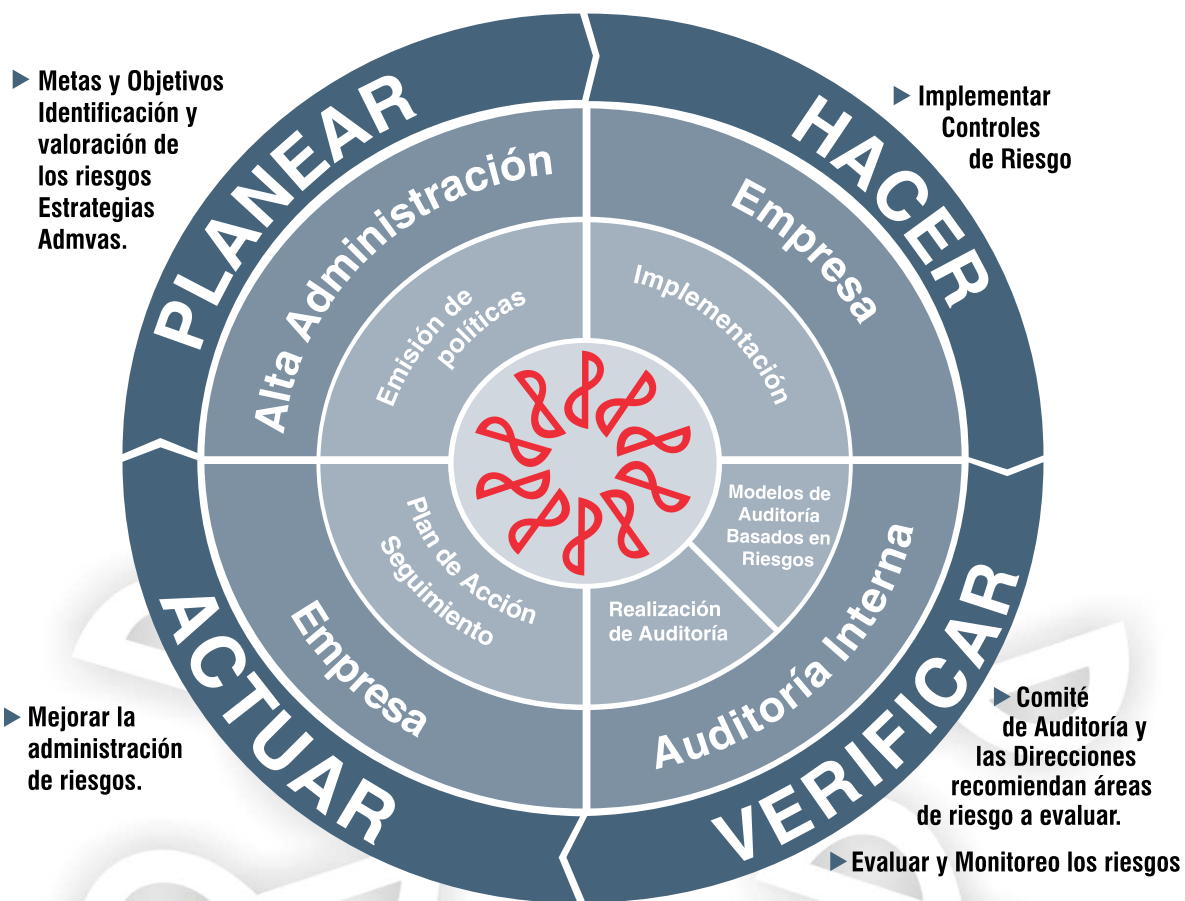 Metas y Objetivos
Identificación y
valoración de
los riesgos
Estrategias
Admvas.
PLANEAR
Alta Administración
Emisión de
políticas
Implementar
Controles
de Riesgo
HACER
Empresa
Implementación
Comité
de Auditoría y
las Direcciones
recomiendan áreas
de riesgo a evaluar.
Evaluar y Monitoreo los riesgos
VERIFICAR
Auditoría Interna
Modelos de
Auditoría
Basados en
Riesgos
Realización
de Auditoría
Mejorar la
administración
de riesgos.
ACTUAR
Empresa
Plan de Acción
Seguimiento